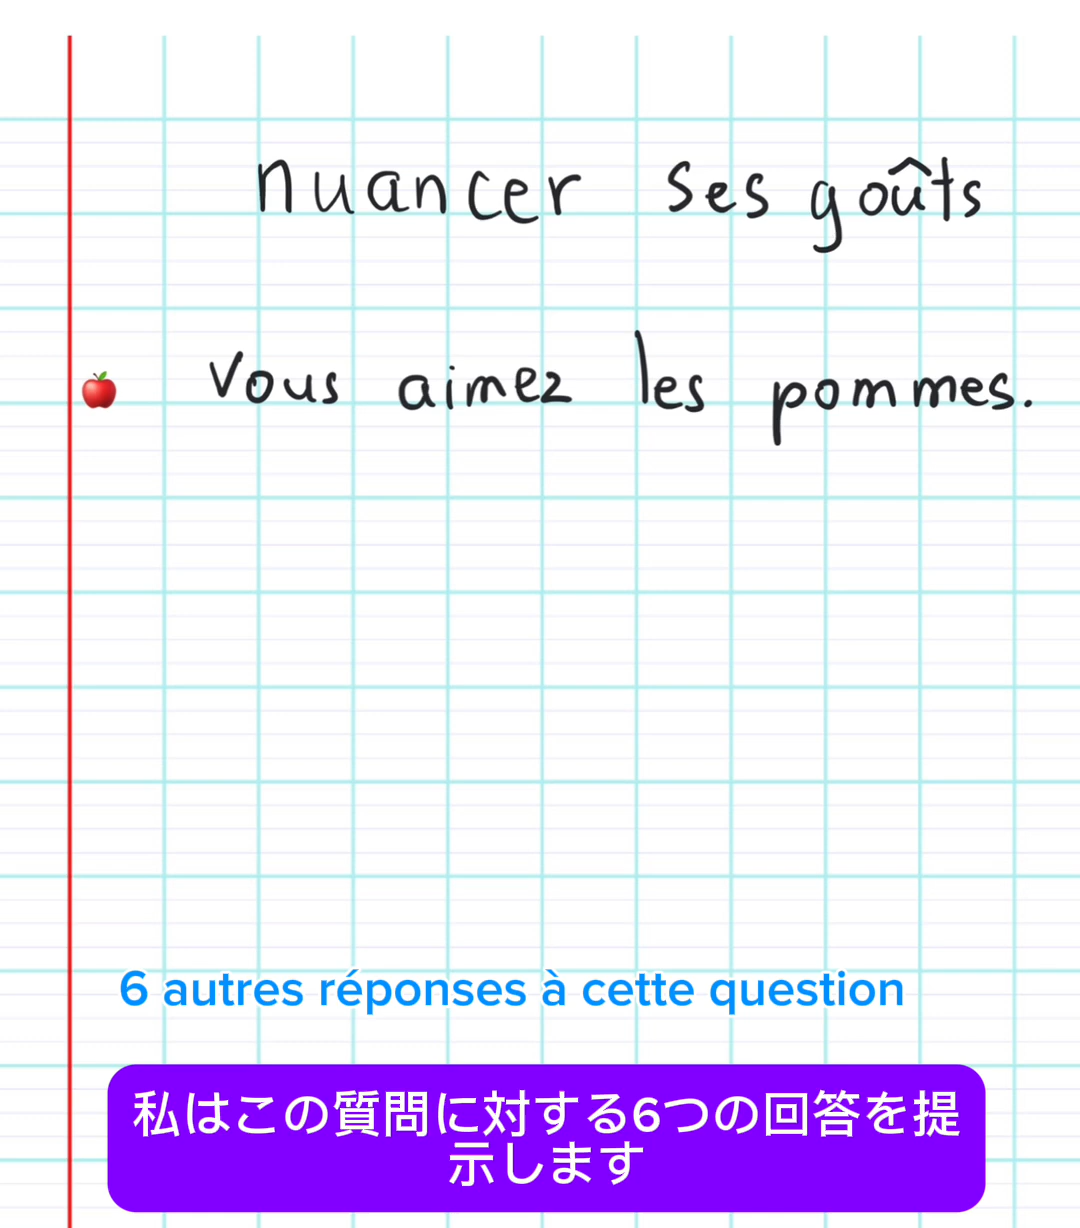 nuancer ses goûts
Vous aimez les pommes.
6 autres réponses à cette question
私はこの質問に対する6つの回答を提
示します